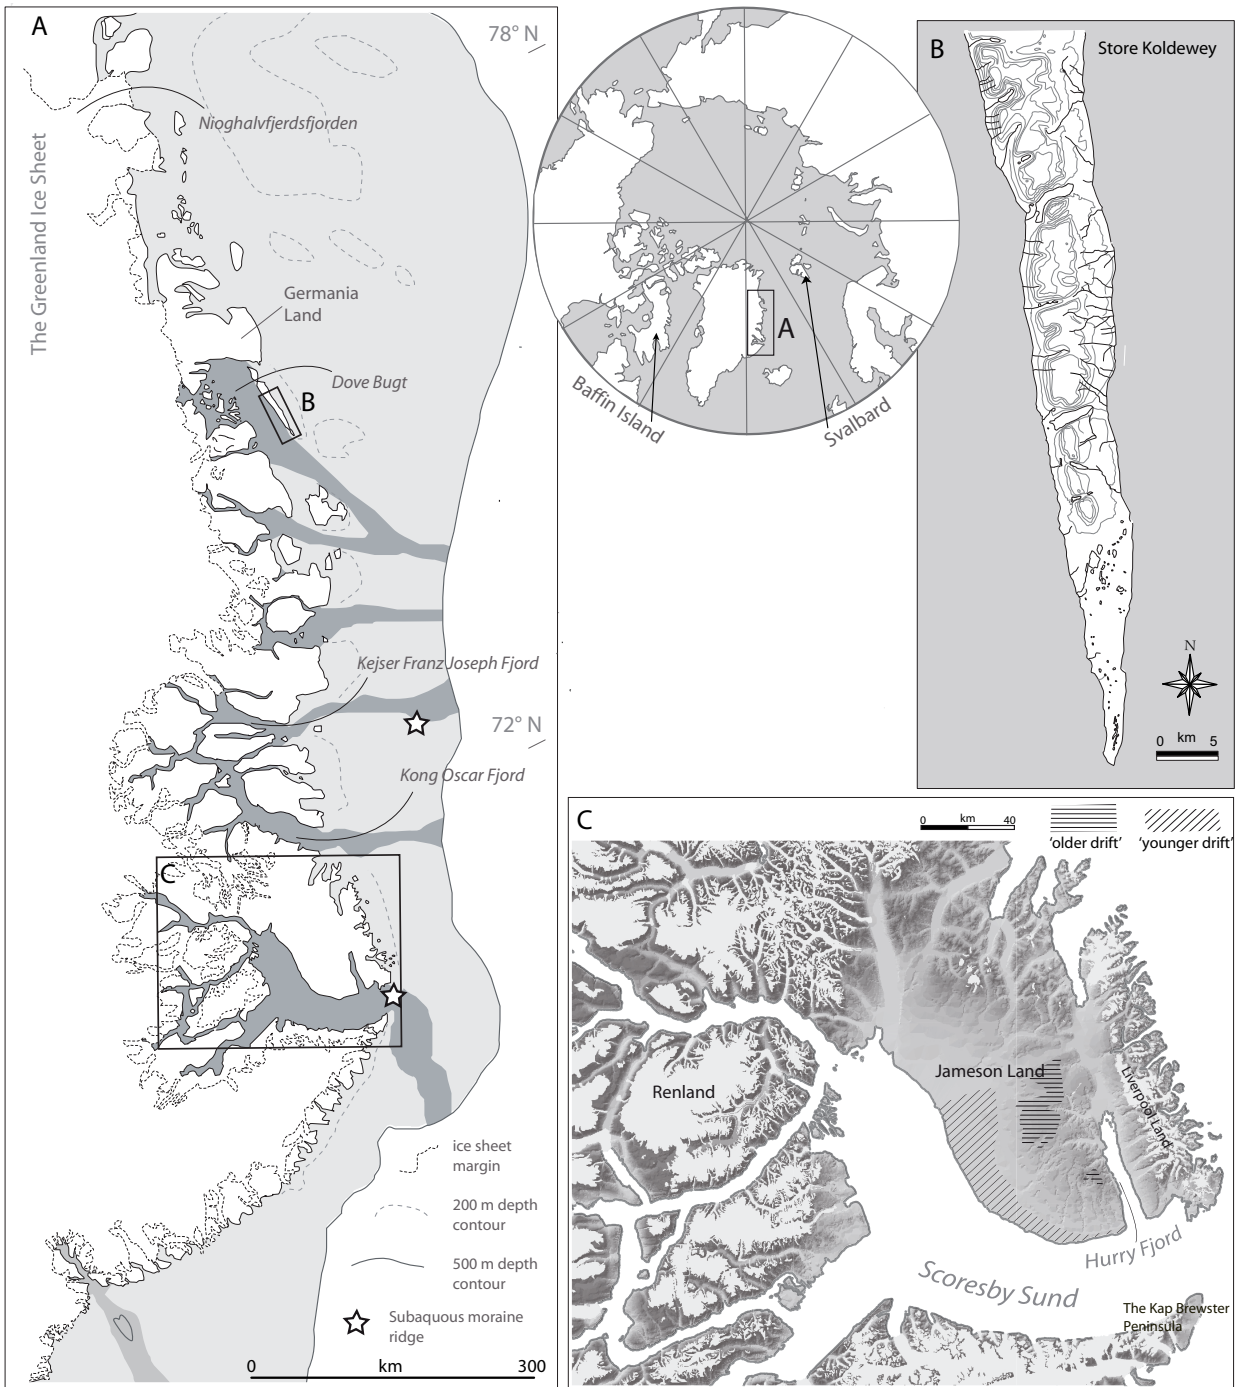 A
78° N
Nioghalvfjerdsfjorden
The Greenland Ice Sheet
Germania
Land
Dove Bugt
B
Kejser Franz Joseph Fjord
72° N
Kong Oscar Fjord
C
ice sheet
margin
200 m depth
contour
500 m depth
contour
Subaquous moraine
ridge
0 km 300
A
Baffin Island
Svalbard
B
Store Koldewey
N
0 km 5
C
0 km 40
'older drift'
'younger drift'
Jameson Land
Renland
Liverpool Land
Hurry Fjord
Scoresby Sund
The Kap Brewster
Peninsula